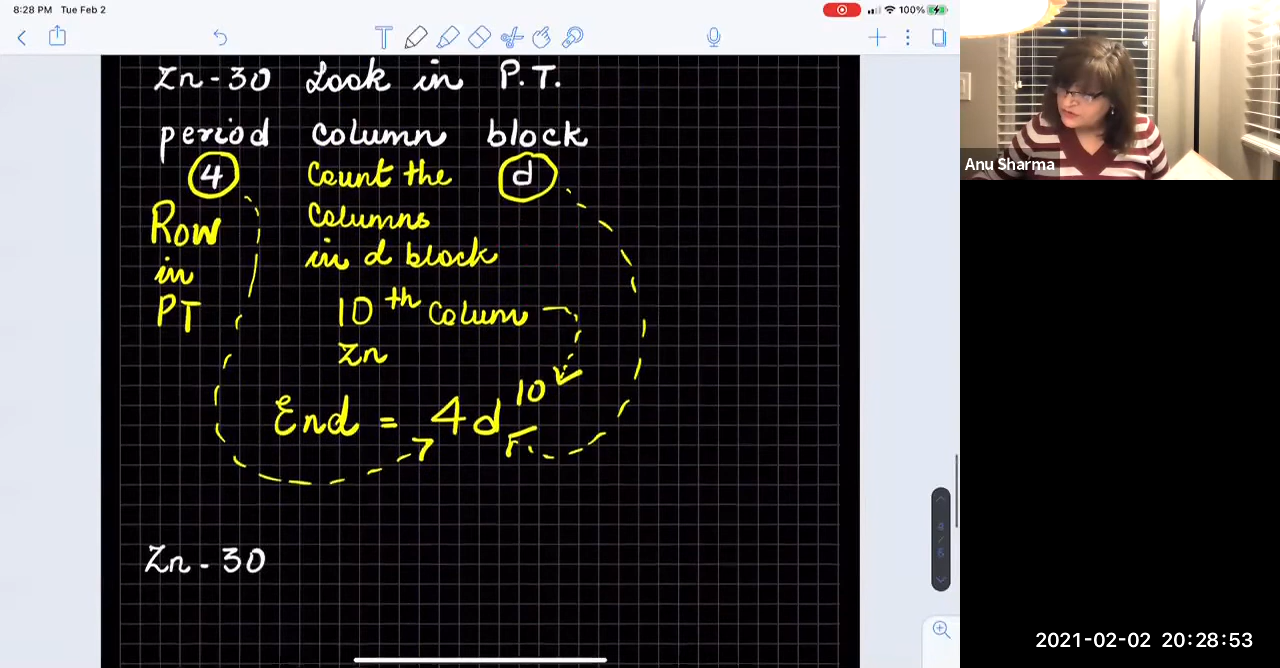 8:28 PM Tue Feb 2
100%
T
Zn - 30 Look in P.T.
period column block
4 Count the d
Row columns
in in d block
PT 10th Column
Zn
End = 4d10
Zn - 30
Anu Sharma
2021-02-02 20:28:53